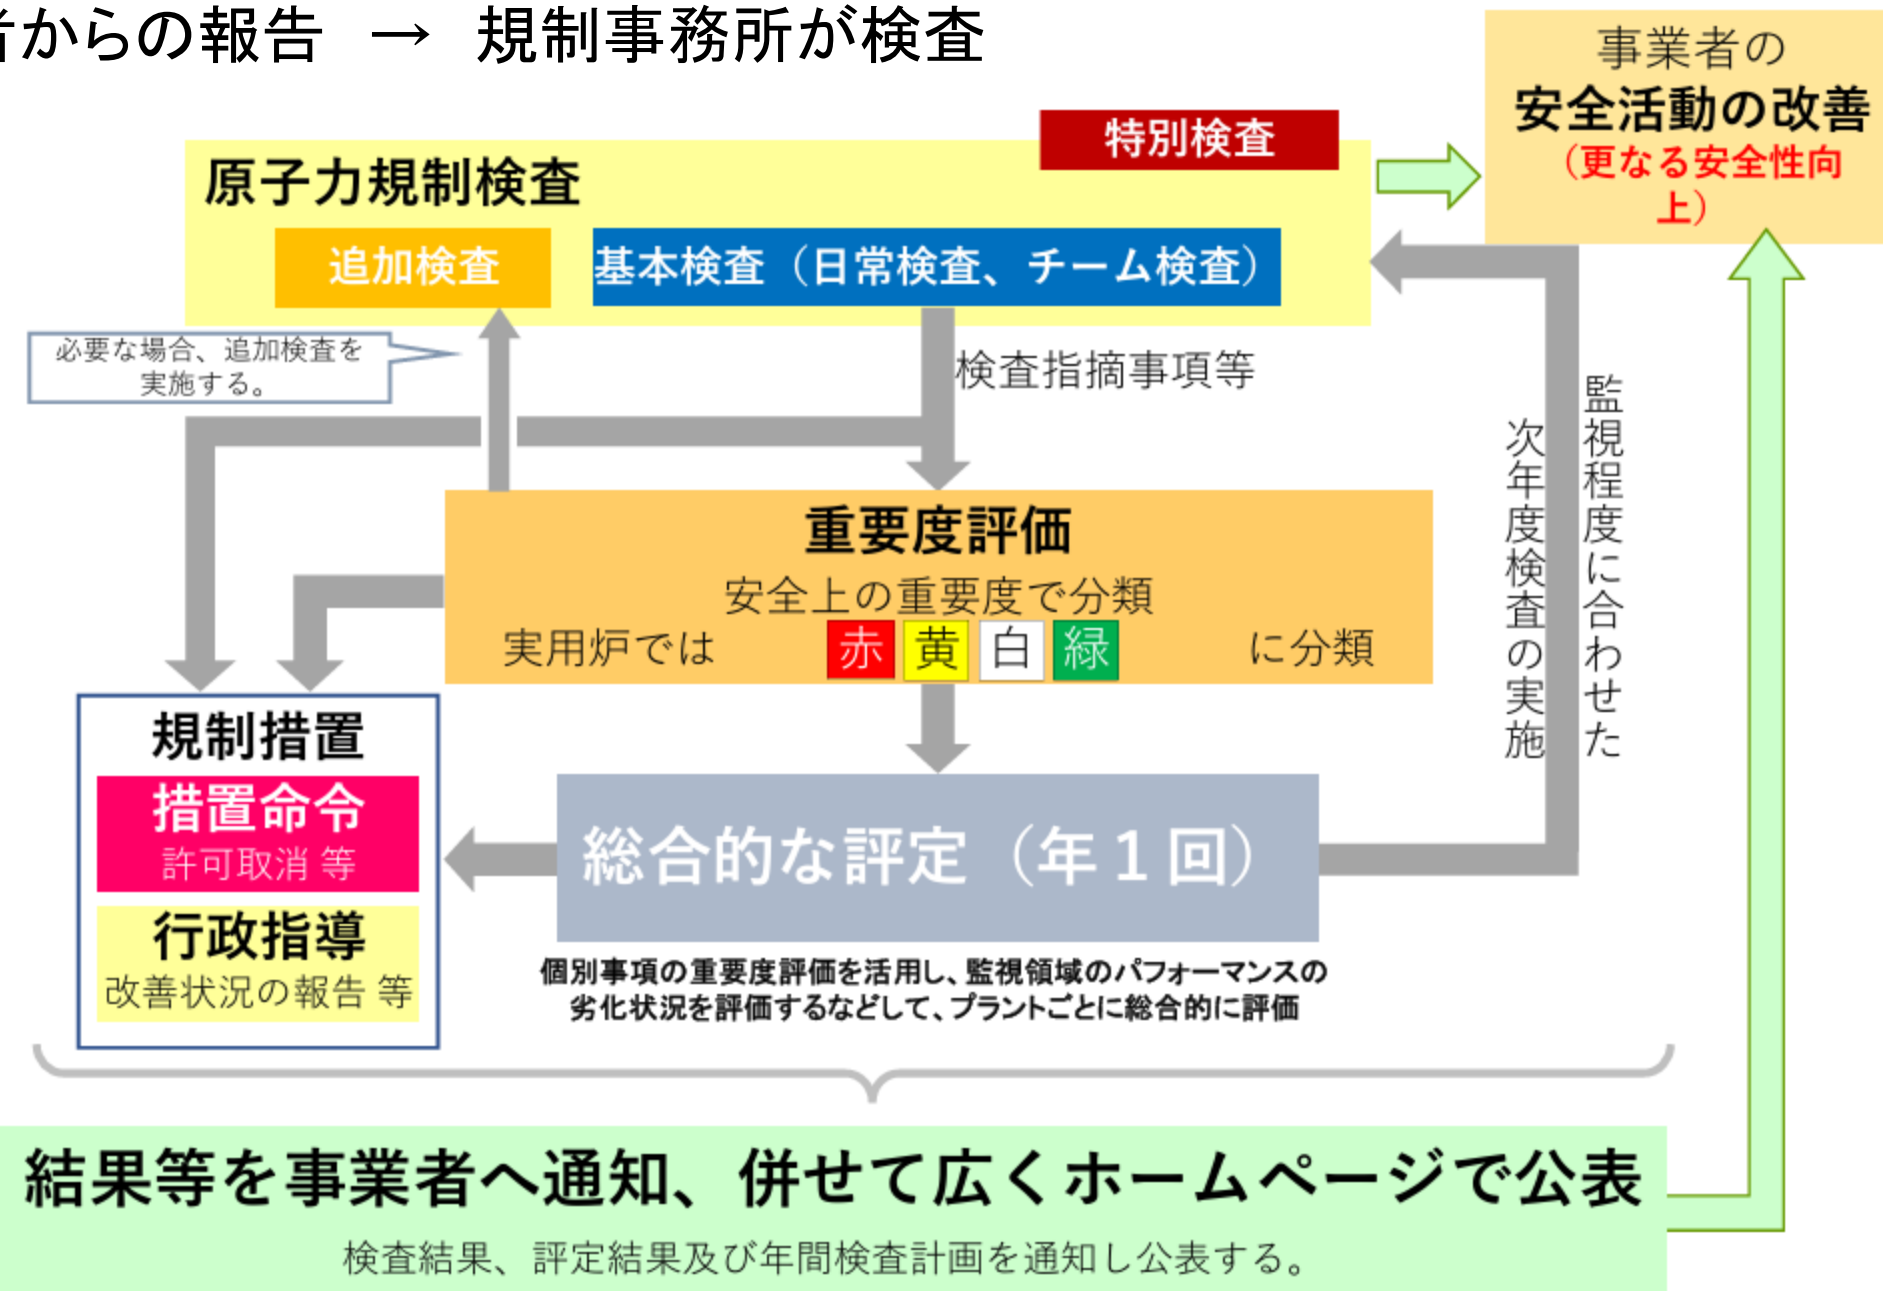 者からの報告 → 規制事務所が検査
事業者の
安全活動の改善
（更なる安全性向
上）
特別検査
原子力規制検査
追加検査
基本検査（日常検査、チーム検査）
必要な場合、追加検査を
実施する。
検査指摘事項等
監視程度に合わせた
次年度検査の実施
重要度評価
安全上の重要度で分類
実用炉では 赤 黄 白 緑 に分類
規制措置
措置命令
許可取消 等
行政指導
改善状況の報告 等
総合的な評定（年１回）
個別事項の重要度評価を活用し、監視領域のパフォーマンスの
劣化状況を評価するなどして、プラントごとに総合的に評価
結果等を事業者へ通知、併せて広くホームページで公表
検査結果、評定結果及び年間検査計画を通知し公表する。